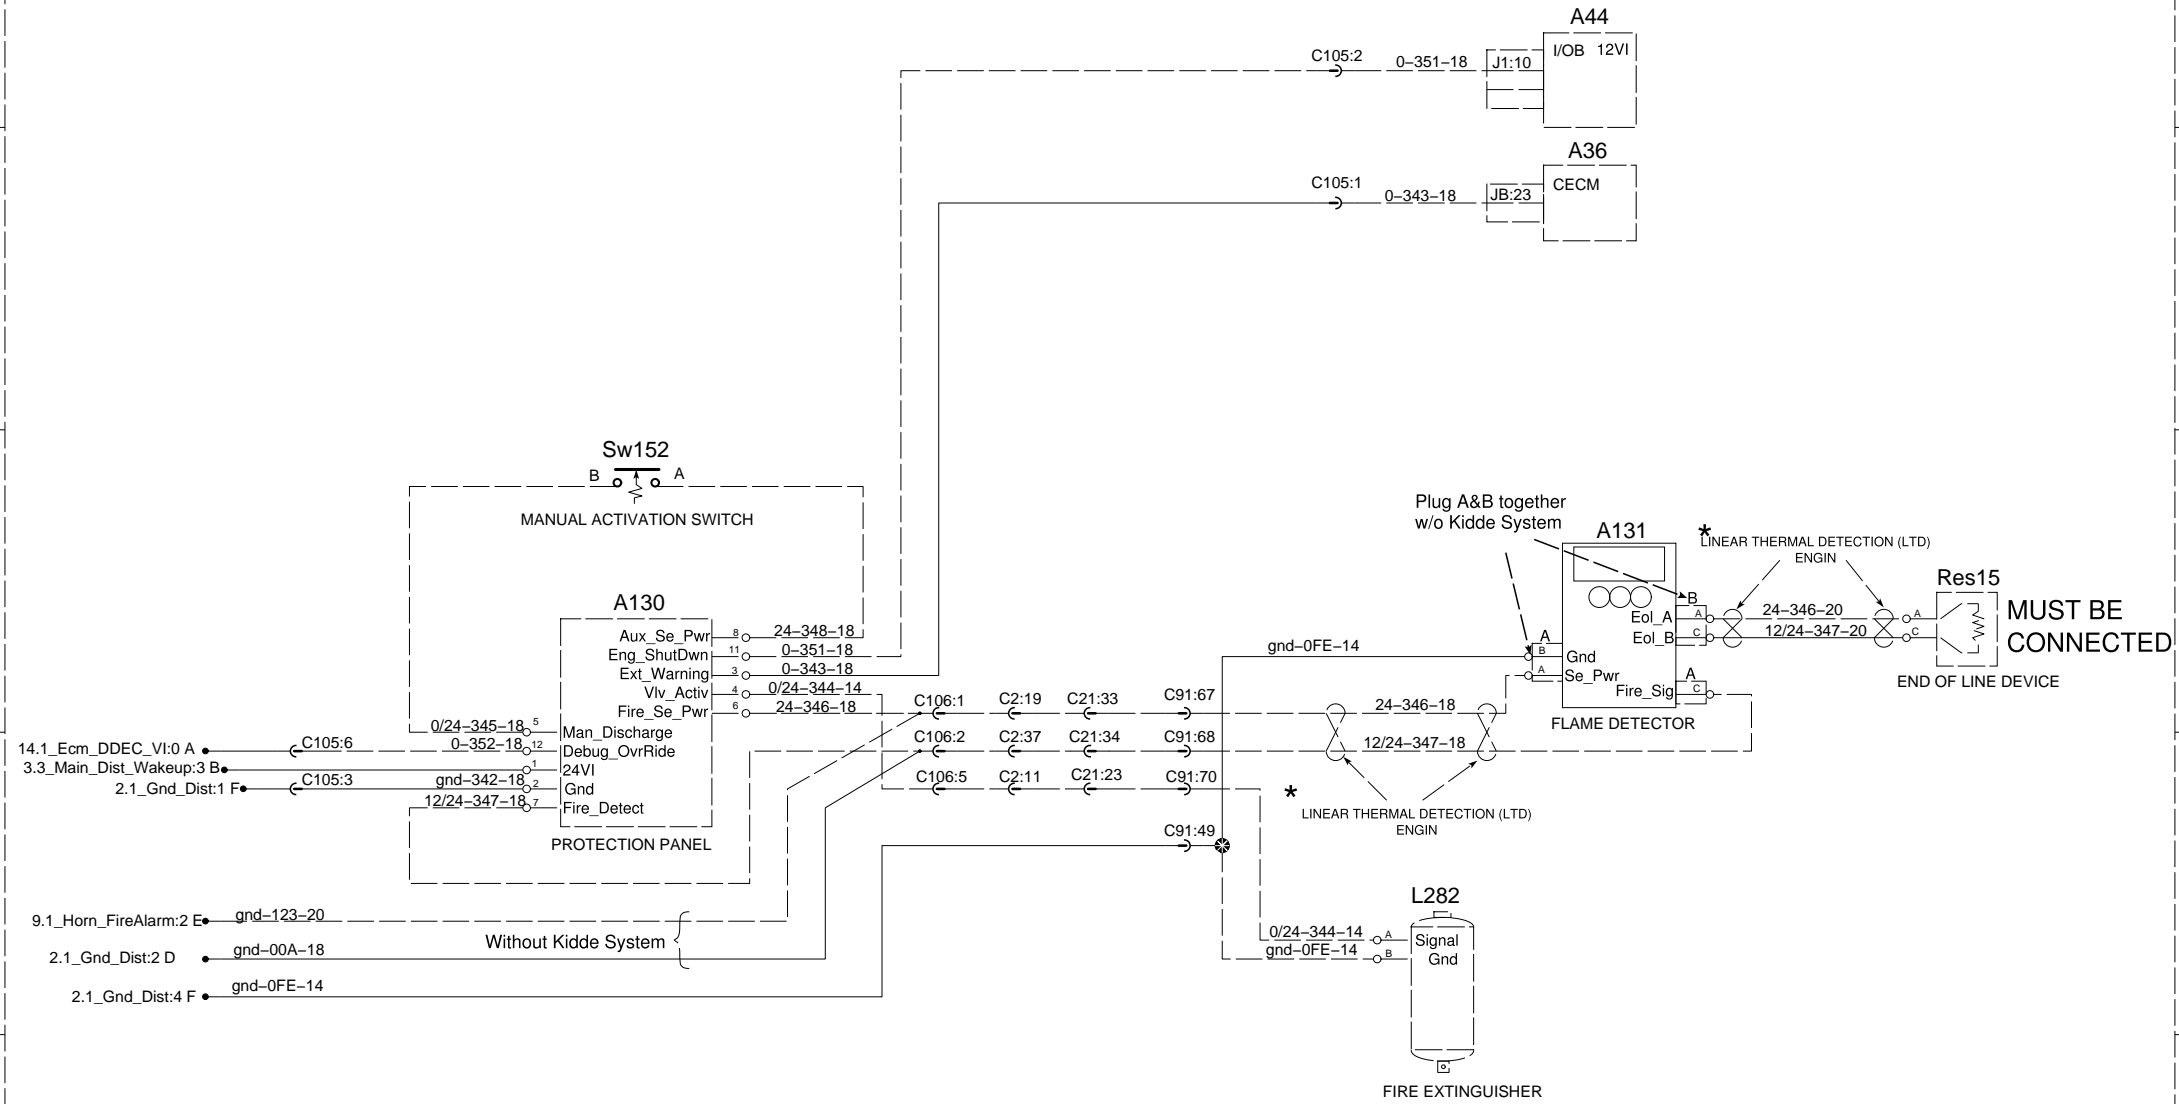 A44
I/OB 12VI
C105:2
0–351–18
J1:10
A36
CECM
C105:1
0–343–18
JB:23
Sw152
B
A
MANUAL ACTIVATION SWITCH
A130
Aux_Se_Pwr 8 24–348–18
Eng_ShutDwn 11 0–351–18
Ext_Warning 3 0–343–18
Vlv_Activ 4 0/24–344–14
Fire_Se_Pwr 6 24–346–18
0/24–345–18 5 Man_Discharge
14.1_Ecm_DDEC_VI:0 A C105:6 0–352–18 12 Debug_OvrRide
3.3_Main_Dist_Wakeup:3 B 1 24VI
2.1_Gnd_Dist:1 F C105:3 gnd–342–18 2 Gnd
12/24–347–18 7 Fire_Detect
PROTECTION PANEL
C106:1 C2:19 C21:33 C91:67
C106:2 C2:37 C21:34 C91:68
C106:5 C2:11 C21:23 C91:70
C91:49
24–346–18
12/24–347–18
*
LINEAR THERMAL DETECTION (LTD)
ENGIN
gnd–0FE–14
Plug A&B together
w/o Kidde System
A131
B
Eol_A A
Eol_B C
A
B Gnd
A Se_Pwr
A
Fire_Sig C
FLAME DETECTOR
*
LINEAR THERMAL DETECTION (LTD)
ENGIN
24–346–20
12/24–347–20
A
C
Res15
MUST BE
CONNECTED
END OF LINE DEVICE
9.1_Horn_FireAlarm:2 E gnd–123–20
Without Kidde System
2.1_Gnd_Dist:2 D gnd–00A–18
2.1_Gnd_Dist:4 F gnd–0FE–14
L282
0/24–344–14 A Signal
gnd–0FE–14 B Gnd
FIRE EXTINGUISHER